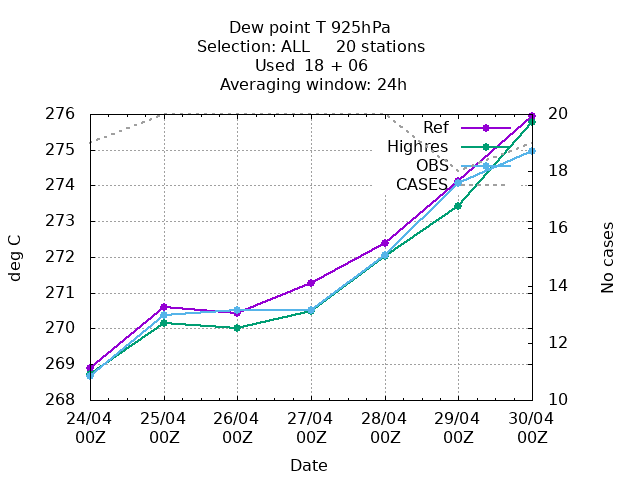 Dew point T 925hPa
Selection: ALL     20 stations
Used  18 + 06
Averaging window: 24h
276
275
274
273
272
271
270
269
268
deg C
20
18
16
14
12
10
No cases
Ref
Highres
OBS
CASES
24/04 25/04 26/04 27/04 28/04 29/04 30/04
00Z 00Z 00Z 00Z 00Z 00Z 00Z
Date